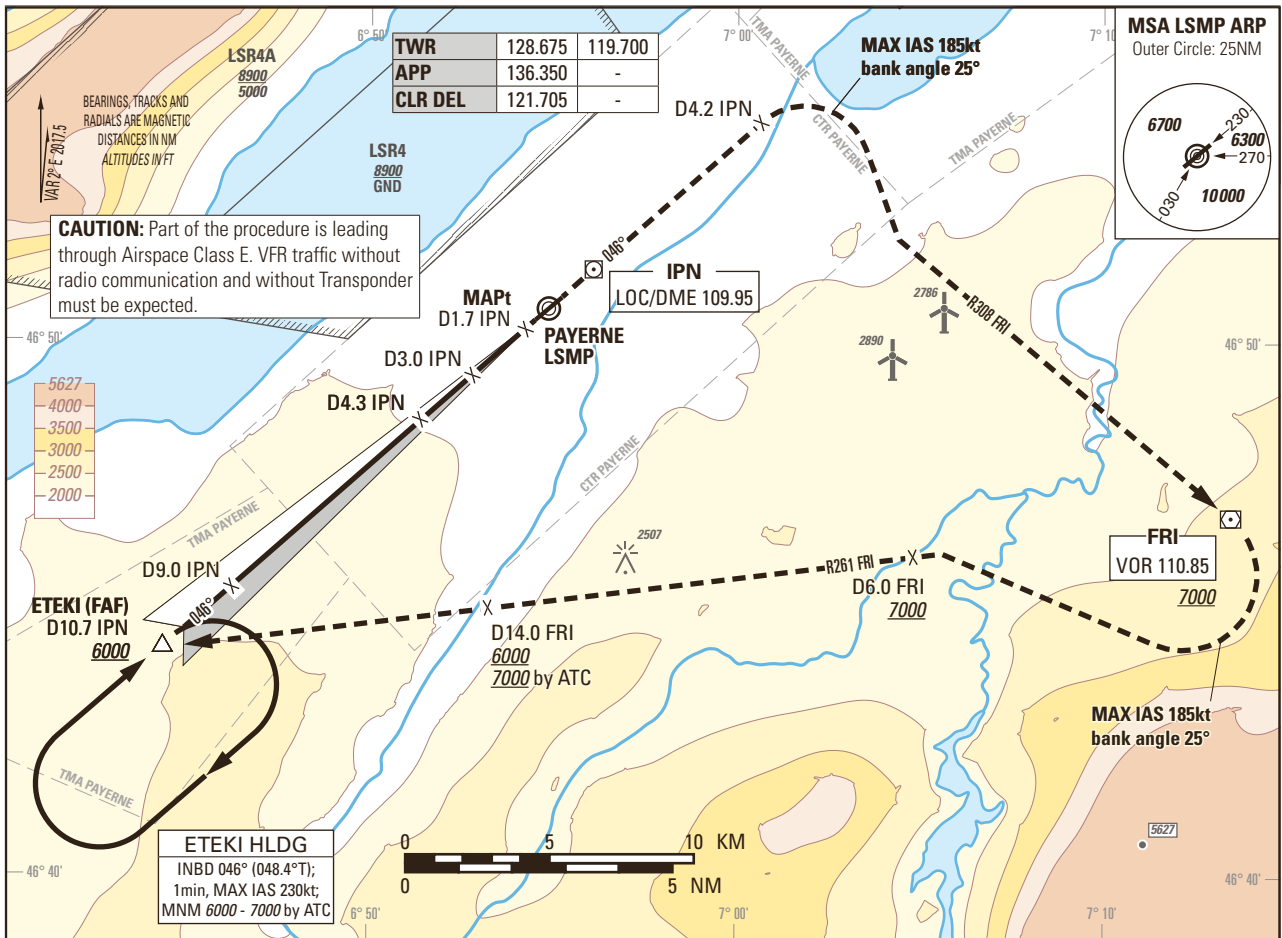 6° 50'
7° 00'
7° 10'
TMA PAYERNE
MSA LSMP ARP
Outer Circle: 25NM
6700
230
6300
270
10000
030
TWR 128.675 119.700
APP 136.350 -
CLR DEL 121.705 -
MAX IAS 185kt
bank angle 25°
LSR4A
8900
5000
BEARINGS, TRACKS AND
RADIALS ARE MAGNETIC
DISTANCES IN NM
ALTITUDES IN FT
VAR 2° E 2017.5
LSR4
8900
GND
D4.2 IPN
CTR PAYERNE
TMA PAYERNE
CAUTION: Part of the procedure is leading
through Airspace Class E. VFR traffic without
radio communication and without Transponder
must be expected.
046°
IPN
LOC/DME 109.95
MAPt
D1.7 IPN
PAYERNE
LSMP
2786
R308 FRI
2890
46° 50'
46° 50'
D3.0 IPN
D4.3 IPN
5627
4000
3500
3000
2500
2000
CTR PAYERNE
TMA PAYERNE
2507
FRI
VOR 110.85
7000
D9.0 IPN
046°
R261 FRI
D6.0 FRI
7000
ETEKI (FAF)
D10.7 IPN
6000
D14.0 FRI
6000
7000 by ATC
MAX IAS 185kt
bank angle 25°
TMA PAYERNE
ETEKI HLDG
INBD 046° (048.4°T);
1min, MAX IAS 230kt;
MNM 6000 - 7000 by ATC
0 5 10 KM
0 5 NM
5627
46° 40'
46° 40'
6° 50'
7° 00'
7° 10'